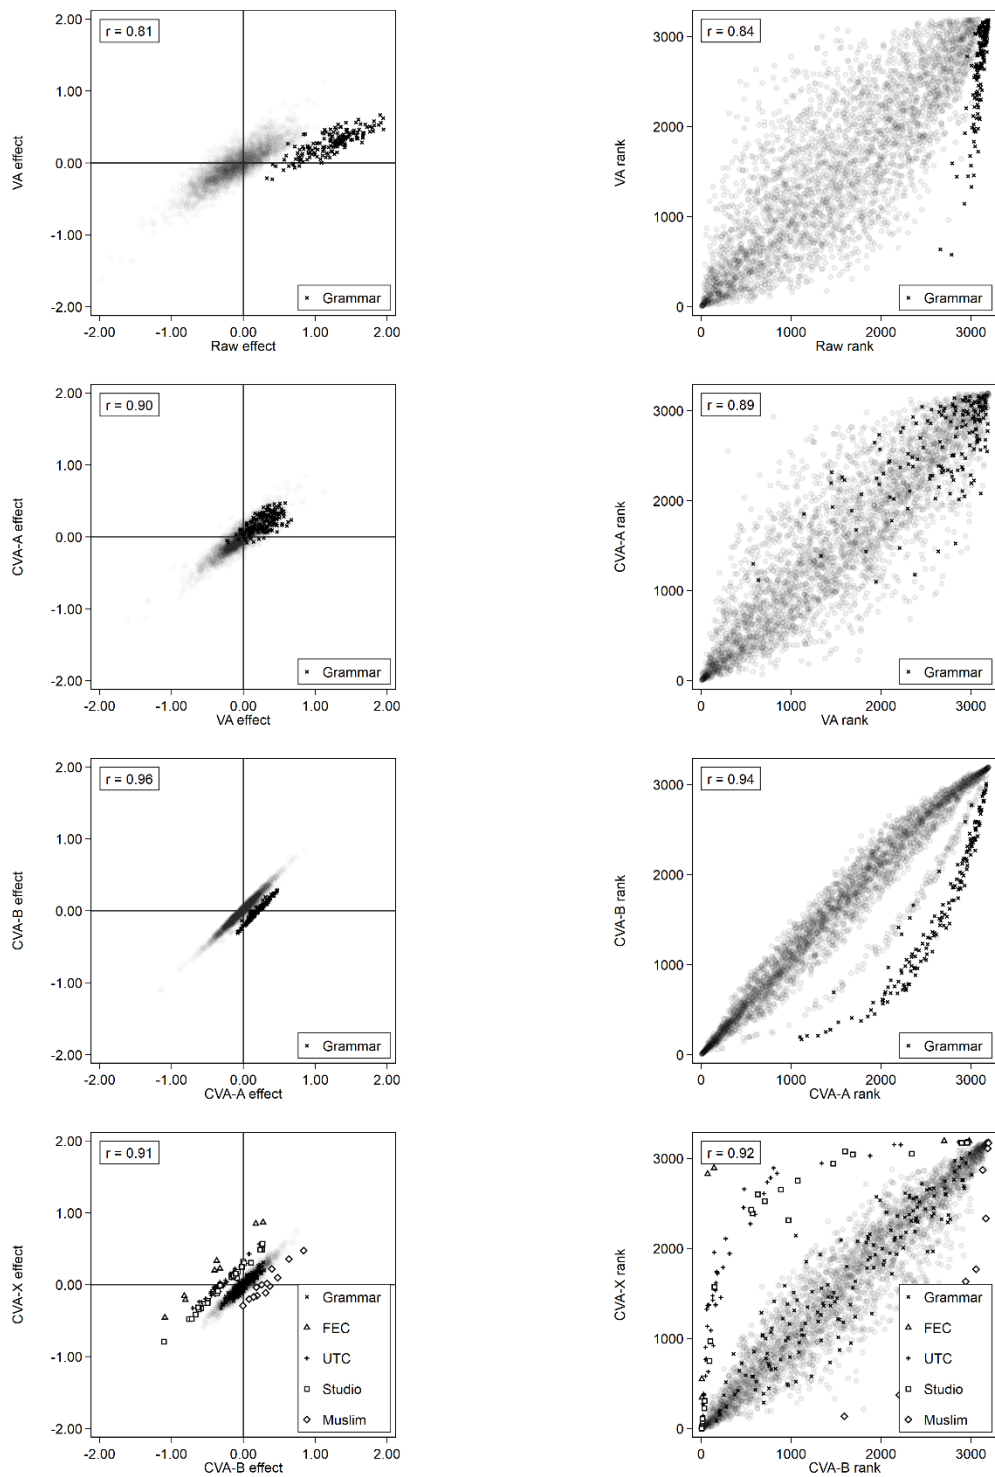 r = 0.81
2.00
1.00
0.00
-1.00
-2.00
VA effect
Grammar
-2.00 -1.00 0.00 1.00 2.00
Raw effect
r = 0.84
3000
2000
1000
0
VA rank
Grammar
0 1000 2000 3000
Raw rank
r = 0.90
2.00
1.00
0.00
-1.00
-2.00
CVA-A effect
Grammar
-2.00 -1.00 0.00 1.00 2.00
VA effect
r = 0.89
3000
2000
1000
0
CVA-A rank
Grammar
0 1000 2000 3000
VA rank
r = 0.96
2.00
1.00
0.00
-1.00
-2.00
CVA-B effect
Grammar
-2.00 -1.00 0.00 1.00 2.00
CVA-A effect
r = 0.94
3000
2000
1000
0
CVA-B rank
Grammar
0 1000 2000 3000
CVA-A rank
r = 0.91
2.00
1.00
0.00
-1.00
-2.00
CVA-X effect
Grammar
FEC
UTC
Studio
Muslim
-2.00 -1.00 0.00 1.00 2.00
CVA-B effect
r = 0.92
3000
2000
1000
0
CVA-X rank
Grammar
FEC
UTC
Studio
Muslim
0 1000 2000 3000
CVA-B rank